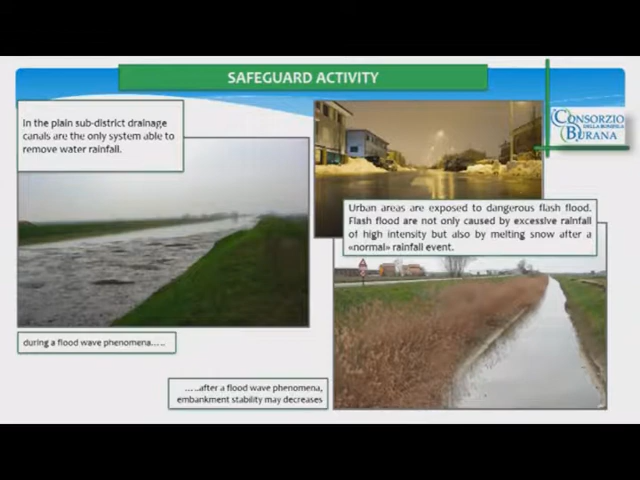 SAFEGUARD ACTIVITY
CONSORZIO
DELLA BONIFICA
BURANA
In the plain sub-district drainage
canals are the only system able to
remove water rainfall.
Urban areas are exposed to dangerous flash flood.
Flash flood are not only caused by excessive rainfall
of high intensity but also by melting snow after a
«normal» rainfall event.
during a flood wave phenomena.....
.....after a flood wave phenomena,
embankment stability may decreases